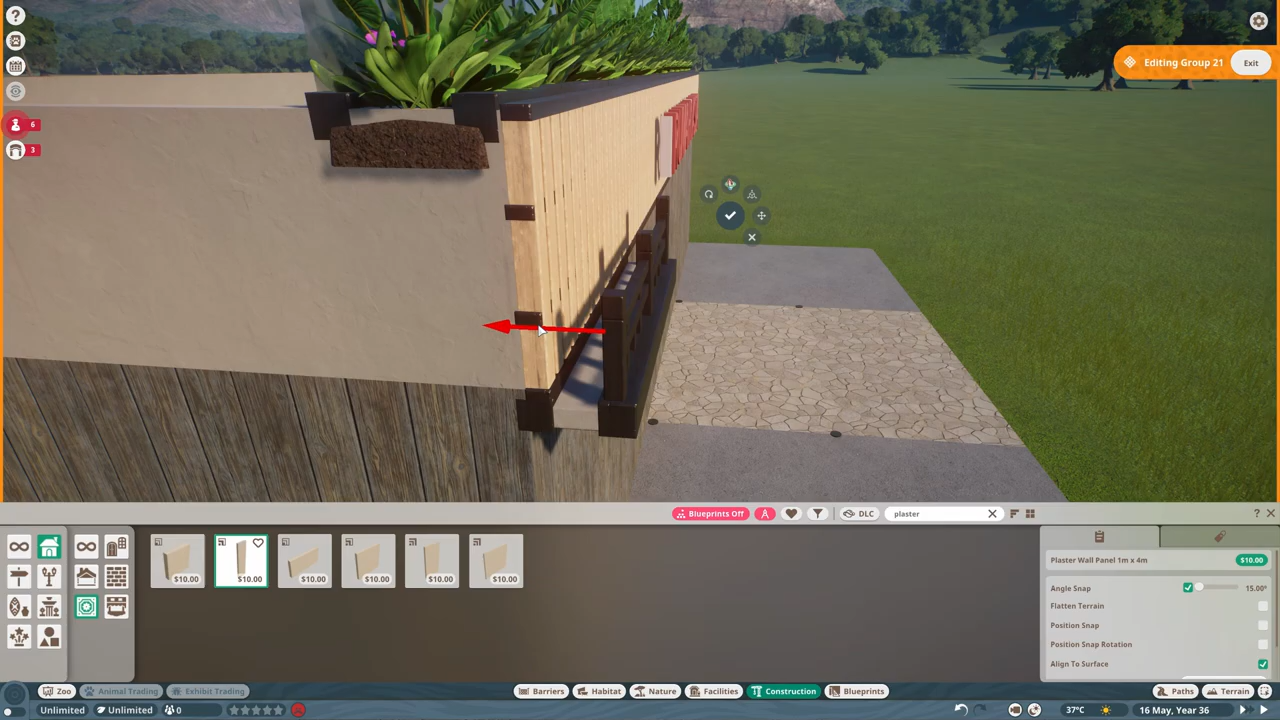 ?
Editing Group 21
Exit
6
3
Blueprints Off
DLC
plaster
?
$10.00
$10.00
$10.00
$10.00
$10.00
$10.00
Plaster Wall Panel 1m x 4m
$10.00
Angle Snap
15.00°
Flatten Terrain
Position Snap
Position Snap Rotation
Align To Surface
Zoo
Animal Trading
Exhibit Trading
Barriers
Habitat
Nature
Facilities
Construction
Blueprints
Paths
Terrain
Unlimited
Unlimited
0
37°C
16 May, Year 36